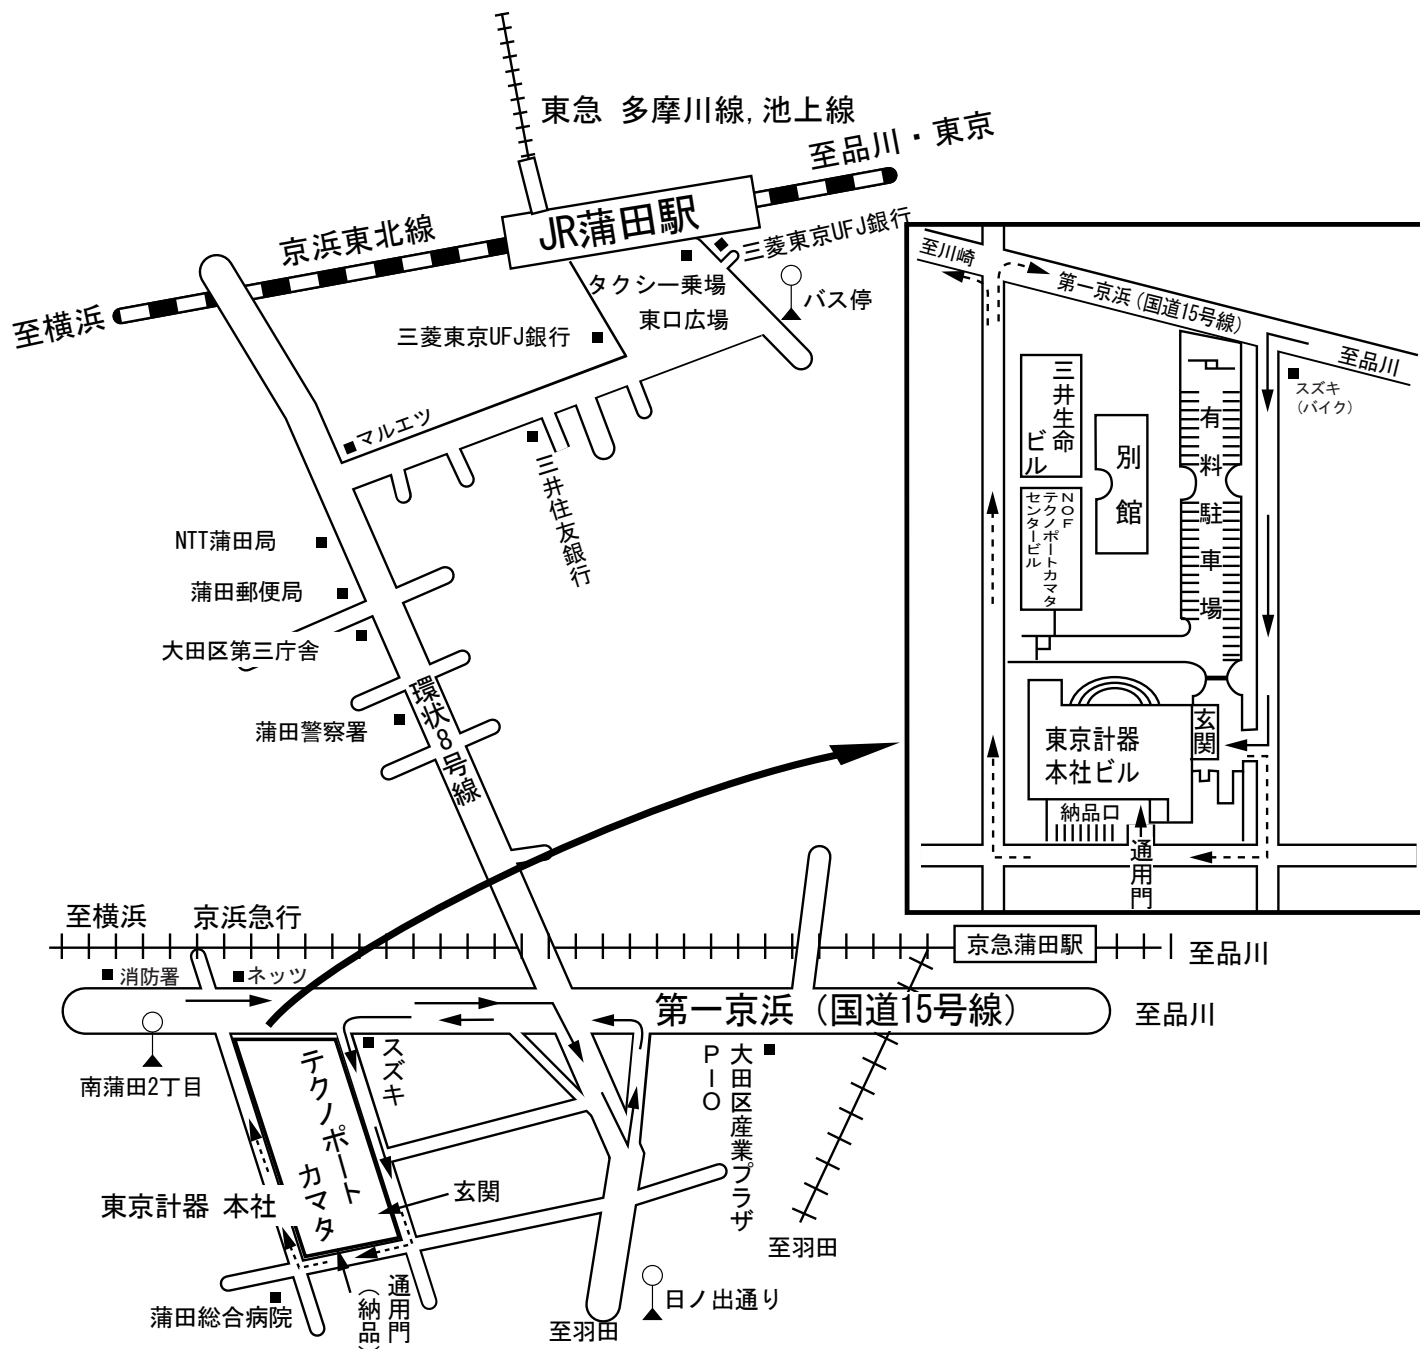 東急 多摩川線,池上線
至品川・東京
京浜東北線
JR蒲田駅
至横浜
三菱東京UFJ銀行
タクシー乗場
バス停
東口広場
三菱東京UFJ銀行
マルエツ
三井住友銀行
NTT蒲田局
蒲田郵便局
大田区第三庁舎
蒲田警察署
環状8号線
至川崎
第一京浜(国道15号線)
至品川
スズキ
(バイク)
三井生命
ビル
別館
有料駐車場
NOF
テクノポートカマタ
センタービル
東京計器
本社ビル
玄関
納品口
通用門
至横浜
京浜急行
京急蒲田駅
至品川
消防署
ネッツ
第一京浜(国道15号線)
至品川
南蒲田2丁目
テクノポート
カマタ
スズキ
大田区産業プラザ
PIO
東京計器 本社
玄関
至羽田
通用門
(納品)
蒲田総合病院
日ノ出通り
至羽田